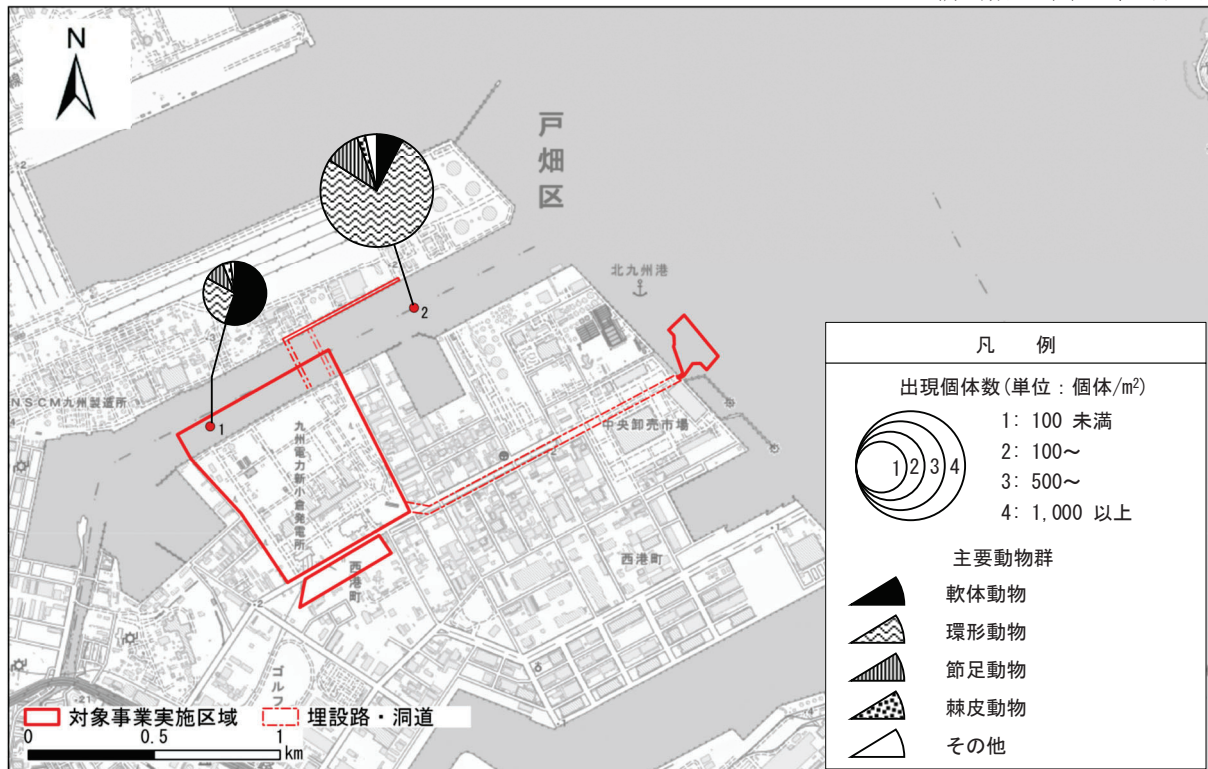 N
戸畑区
北九州港
2
1
NSCM九州製造所
九州電力新小倉発電所
中央卸売市場
西港町
西港町
ゴルフ
対象事業実施区域
埋設路・洞道
0 0.5 1
km
凡 例
出現個体数(単位：個体/m²)
1 2 3 4
1: 100 未満
2: 100～
3: 500～
4: 1,000 以上
主要動物群
軟体動物
環形動物
節足動物
棘皮動物
その他